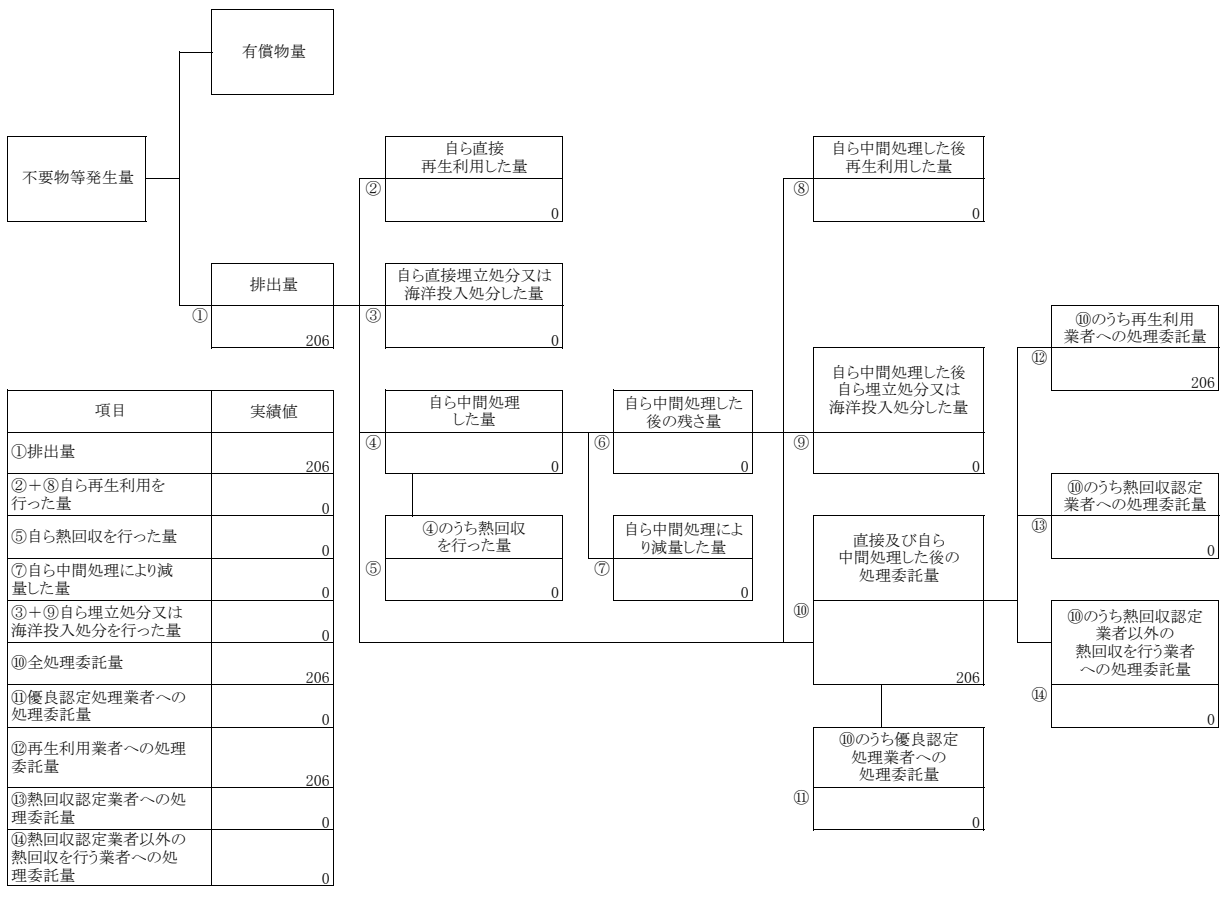 有償物量
不要物等発生量
排出量
①
206
自ら直接
再生利用した量
②
0
自ら直接埋立処分又は
海洋投入処分した量
③
0
自ら中間処理
した量
④
0
④のうち熱回収
を行った量
⑤
0
自ら中間処理した
後の残さ量
⑥
0
自ら中間処理によ
り減量した量
⑦
0
自ら中間処理した後
再生利用した量
⑧
0
自ら中間処理した後
自ら埋立処分又は
海洋投入処分した量
⑨
0
直接及び自ら
中間処理した後の
処理委託量
⑩
206
⑩のうち優良認定
処理業者への
処理委託量
⑪
0
⑩のうち再生利用
業者への処理委託量
⑫
206
⑩のうち熱回収認定
業者への処理委託量
⑬
0
⑩のうち熱回収認定
業者以外の
熱回収を行う業者
への処理委託量
⑭
0
項目 実績値
①排出量
206
②＋⑧自ら再生利用を
行った量
0
⑤自ら熱回収を行った量
0
⑦自ら中間処理により減
量した量
0
③＋⑨自ら埋立処分又は
海洋投入処分を行った量
0
⑩全処理委託量
206
⑪優良認定処理業者への
処理委託量
0
⑫再生利用業者への処理
委託量
206
⑬熱回収認定業者への処
理委託量
0
⑭熱回収認定業者以外の
熱回収を行う業者への処
理委託量
0